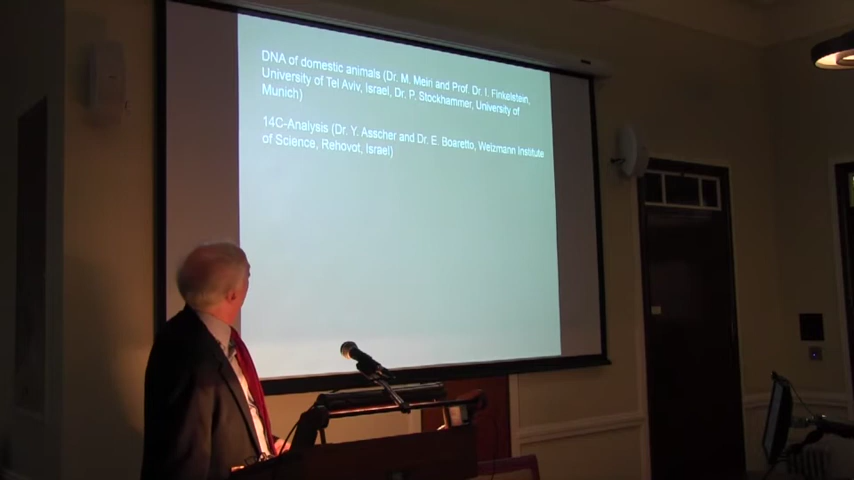 DNA of domestic animals (Dr. M. Mein and Prof. Dr. I. Finkelstein,
University of Tel Aviv, Israel, Dr. P. Stockhammer, University of
Munich)
14C-Analysis (Dr. Y. Asscher and Dr. E. Boaretto, Weizmann Institute
of Science, Rehovot, Israel)